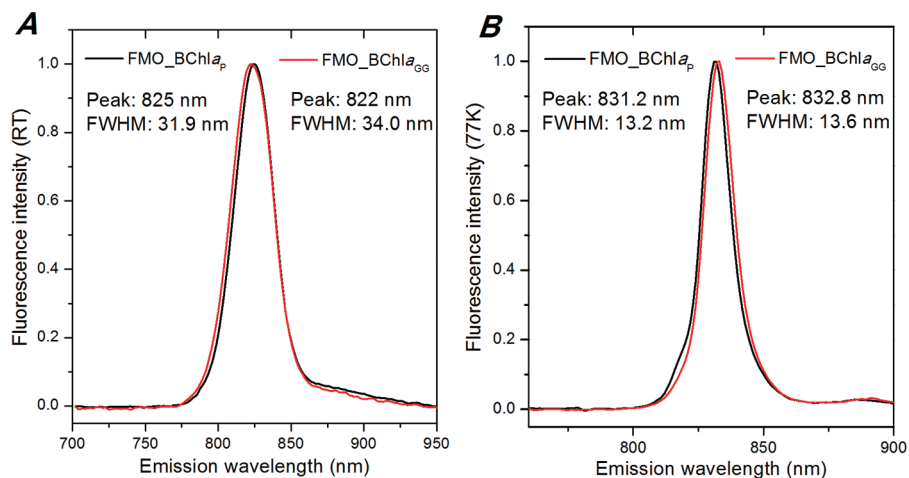 A
FMO_BChlaP
FMO_BChlaGG
Peak: 825 nm
FWHM: 31.9 nm
Peak: 822 nm
FWHM: 34.0 nm
Fluorescence intensity (RT)
1.0
0.8
0.6
0.4
0.2
0.0
700 750 800 850 900 950
Emission wavelength (nm)
B
FMO_BChlaP
FMO_BChlaGG
Peak: 831.2 nm
FWHM: 13.2 nm
Peak: 832.8 nm
FWHM: 13.6 nm
Fluorescence intensity (77K)
1.0
0.8
0.6
0.4
0.2
0.0
800 850 900
Emission wavelength (nm)